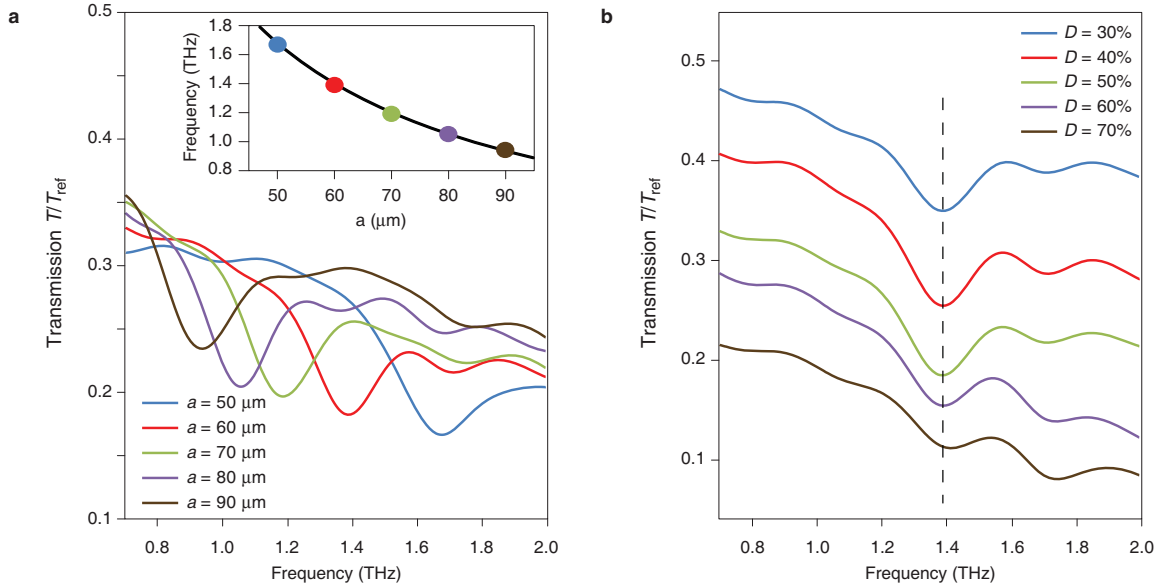 a
0.5
0.4
0.3
0.2
0.1
Transmission T/T_ref
0.8 1.0 1.2 1.4 1.6 1.8 2.0
Frequency (THz)
1.8
1.6
1.4
1.2
1.0
0.8
Frequency (THz)
50 60 70 80 90
a (μm)
a = 50 μm
a = 60 μm
a = 70 μm
a = 80 μm
a = 90 μm
b
0.5
0.4
0.3
0.2
0.1
Transmission T/T_ref
0.8 1.0 1.2 1.4 1.6 1.8 2.0
Frequency (THz)
D = 30%
D = 40%
D = 50%
D = 60%
D = 70%